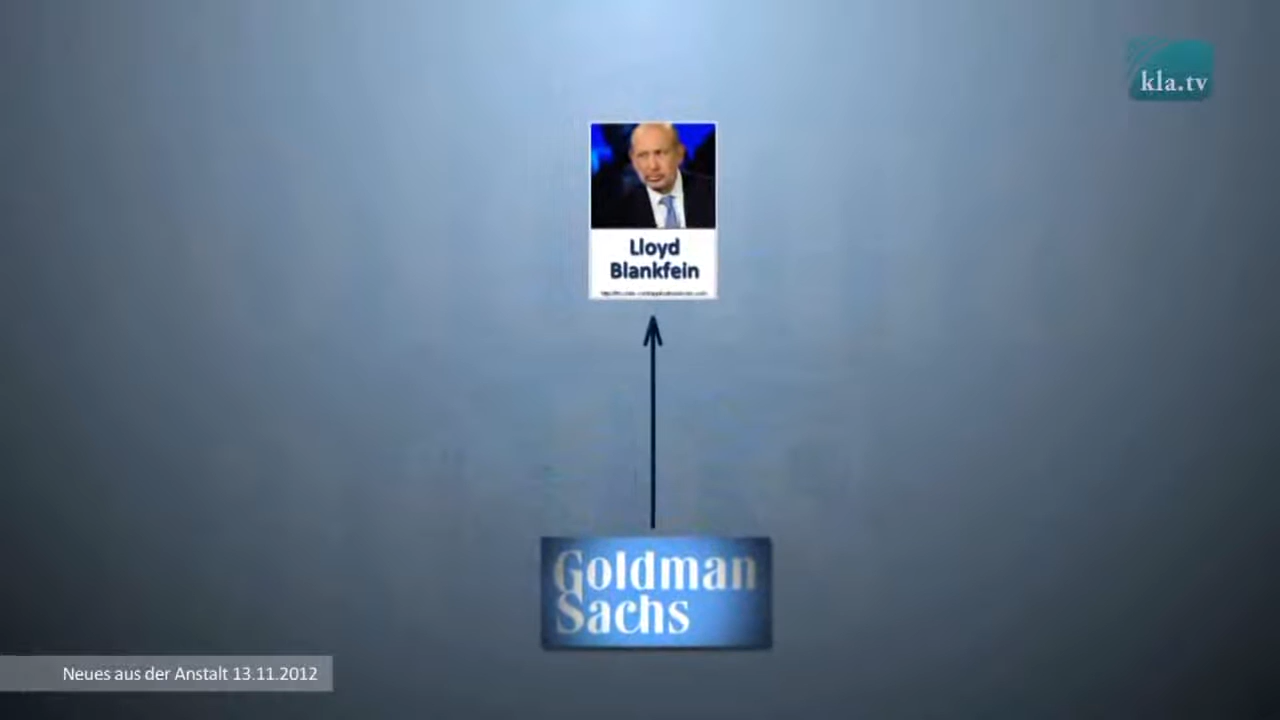 kla.tv
Lloyd
Blankfein
Goldman
Sachs
Neues aus der Anstalt 13.11.2012